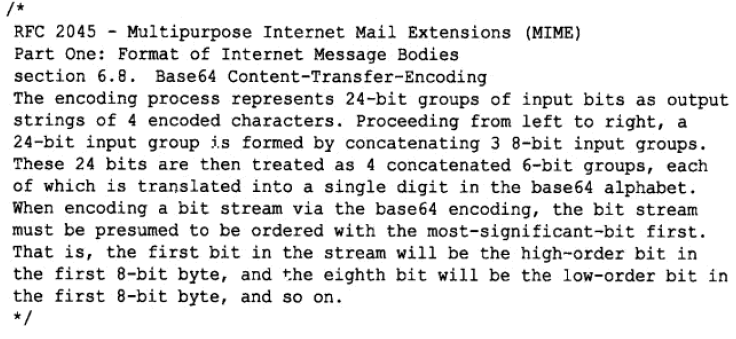 /*
RFC 2045 - Multipurpose Internet Mail Extensions (MIME)
Part One: Format of Internet Message Bodies
section 6.8.  Base64 Content-Transfer-Encoding
The encoding process represents 24-bit groups of input bits as output
strings of 4 encoded characters. Proceeding from left to right, a
24-bit input group is formed by concatenating 3 8-bit input groups.
These 24 bits are then treated as 4 concatenated 6-bit groups, each
of which is translated into a single digit in the base64 alphabet.
When encoding a bit stream via the base64 encoding, the bit stream
must be presumed to be ordered with the most-significant-bit first.
That is, the first bit in the stream will be the high-order bit in
the first 8-bit byte, and the eighth bit will be the low-order bit in
the first 8-bit byte, and so on.
*/